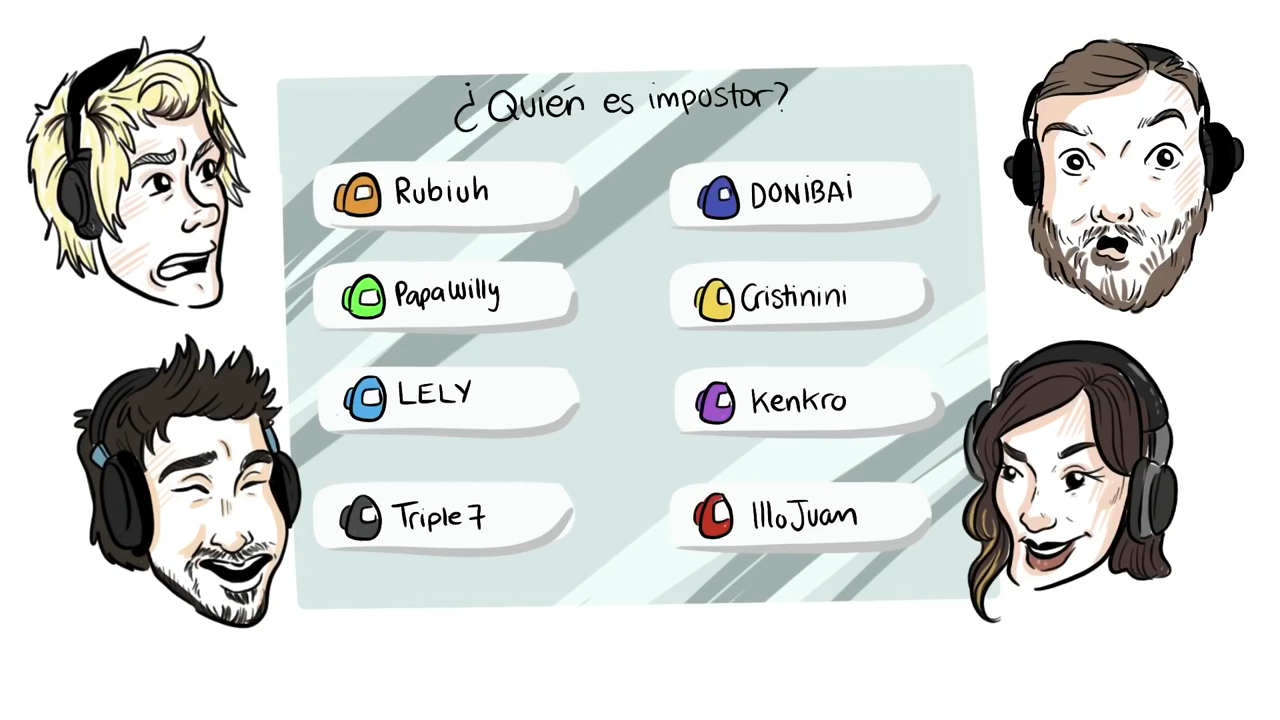 ¿Quién es impostor?
Rubiuh
DONIBAI
PapaWilly
Cristinini
LELY
Kenkro
Triple7
IlloJuan